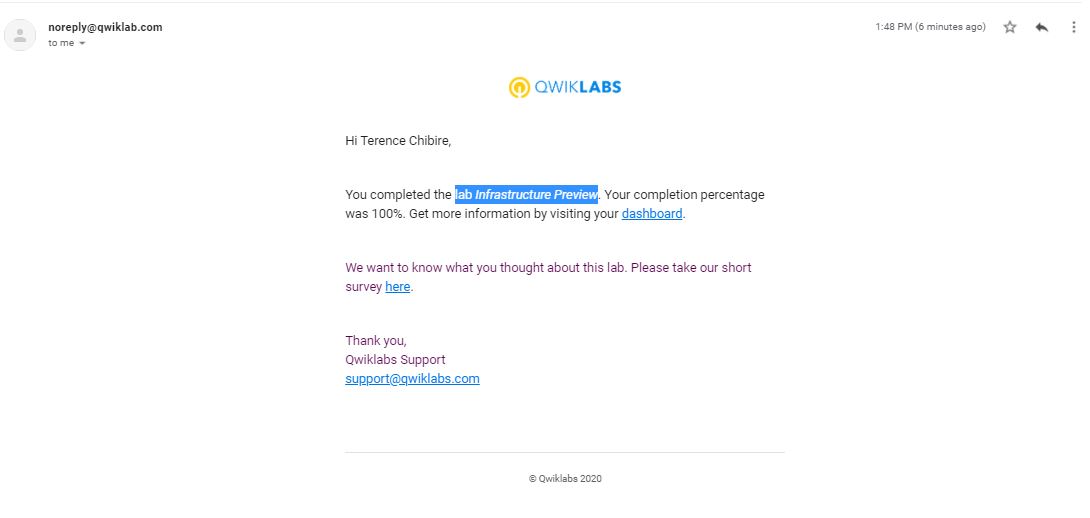 noreply@qwiklab.com
1:48 PM (6 minutes ago)
to me
QWIKLABS
Hi Terence Chibire,
You completed the lab Infrastructure Preview. Your completion percentage
was 100%. Get more information by visiting your dashboard.
We want to know what you thought about this lab. Please take our short
survey here.
Thank you,
Qwiklabs Support
support@qwiklabs.com
© Qwiklabs 2020